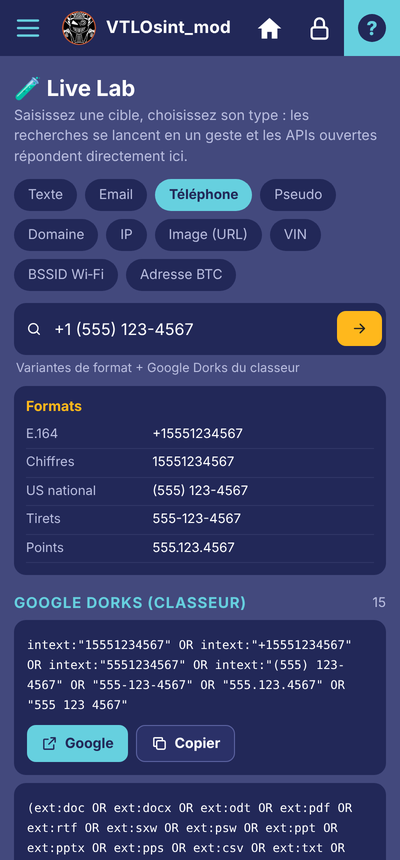 VTLOsint_mod
?
🧪 Live Lab
Saisissez une cible, choisissez son type : les
recherches se lancent en un geste et les APIs ouvertes
répondent directement ici.
Texte Email Téléphone Pseudo
Domaine IP Image (URL) VIN
BSSID Wi-Fi Adresse BTC
+1 (555) 123-4567
Variantes de format + Google Dorks du classeur
Formats
E.164 +15551234567
Chiffres 15551234567
US national (555) 123-4567
Tirets 555-123-4567
Points 555.123.4567
GOOGLE DORKS (CLASSEUR) 15
intext:"15551234567" OR intext:"+15551234567"
OR intext:"5551234567" OR intext:"(555) 123-
4567" OR "555-123-4567" OR "555.123.4567" OR
"555 123 4567"
Google Copier
(ext:doc OR ext:docx OR ext:odt OR ext:pdf OR
ext:rtf OR ext:sxw OR ext:psw OR ext:ppt OR
ext:pptx OR ext:pps OR ext:csv OR ext:txt OR